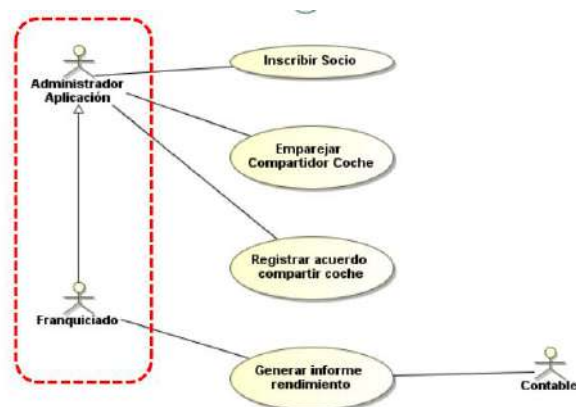 Inscribir Socio
Administrador
Aplicación
Emparejar
Compartidor Coche
Registrar acuerdo
compartir coche
Franquiciado
Generar informe
rendimiento
Contable